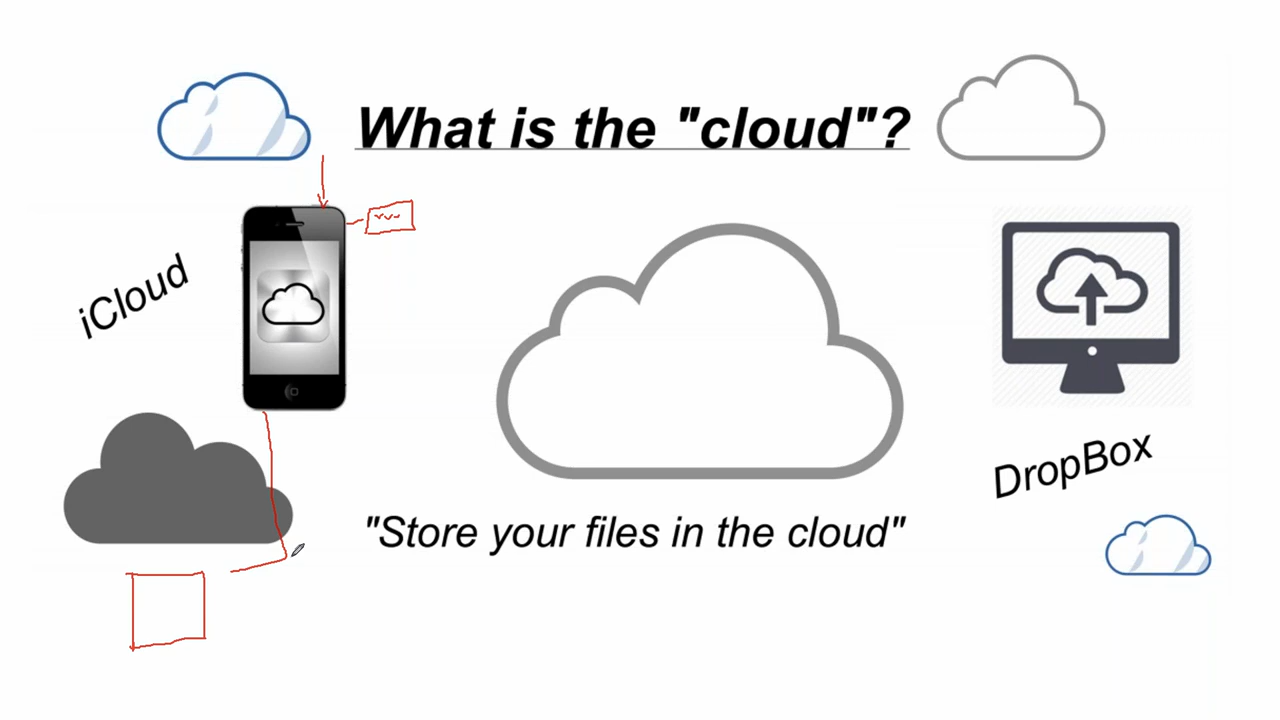 What is the "cloud"?
iCloud
DropBox
"Store your files in the cloud"